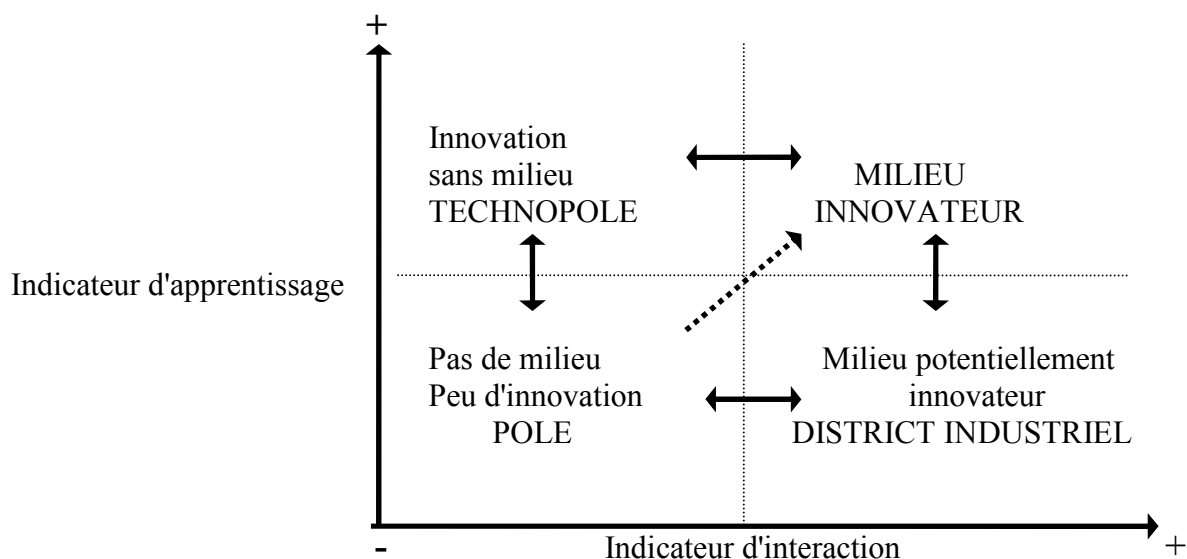 +
Innovation
sans milieu
TECHNOPOLE
MILIEU
INNOVATEUR
Indicateur d'apprentissage
Pas de milieu
Peu d'innovation
POLE
Milieu potentiellement
innovateur
DISTRICT INDUSTRIEL
-
Indicateur d'interaction
+